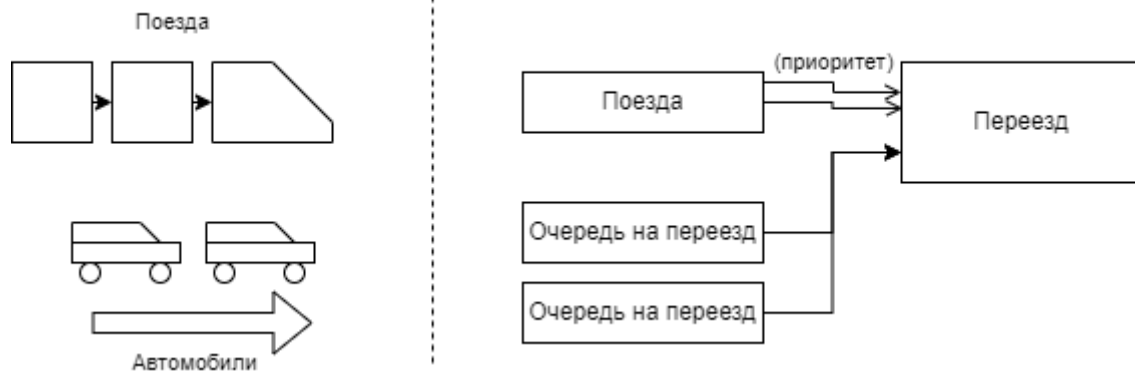 Поезда
Автомобили
(приоритет)
Поезда
Переезд
Очередь на переезд
Очередь на переезд